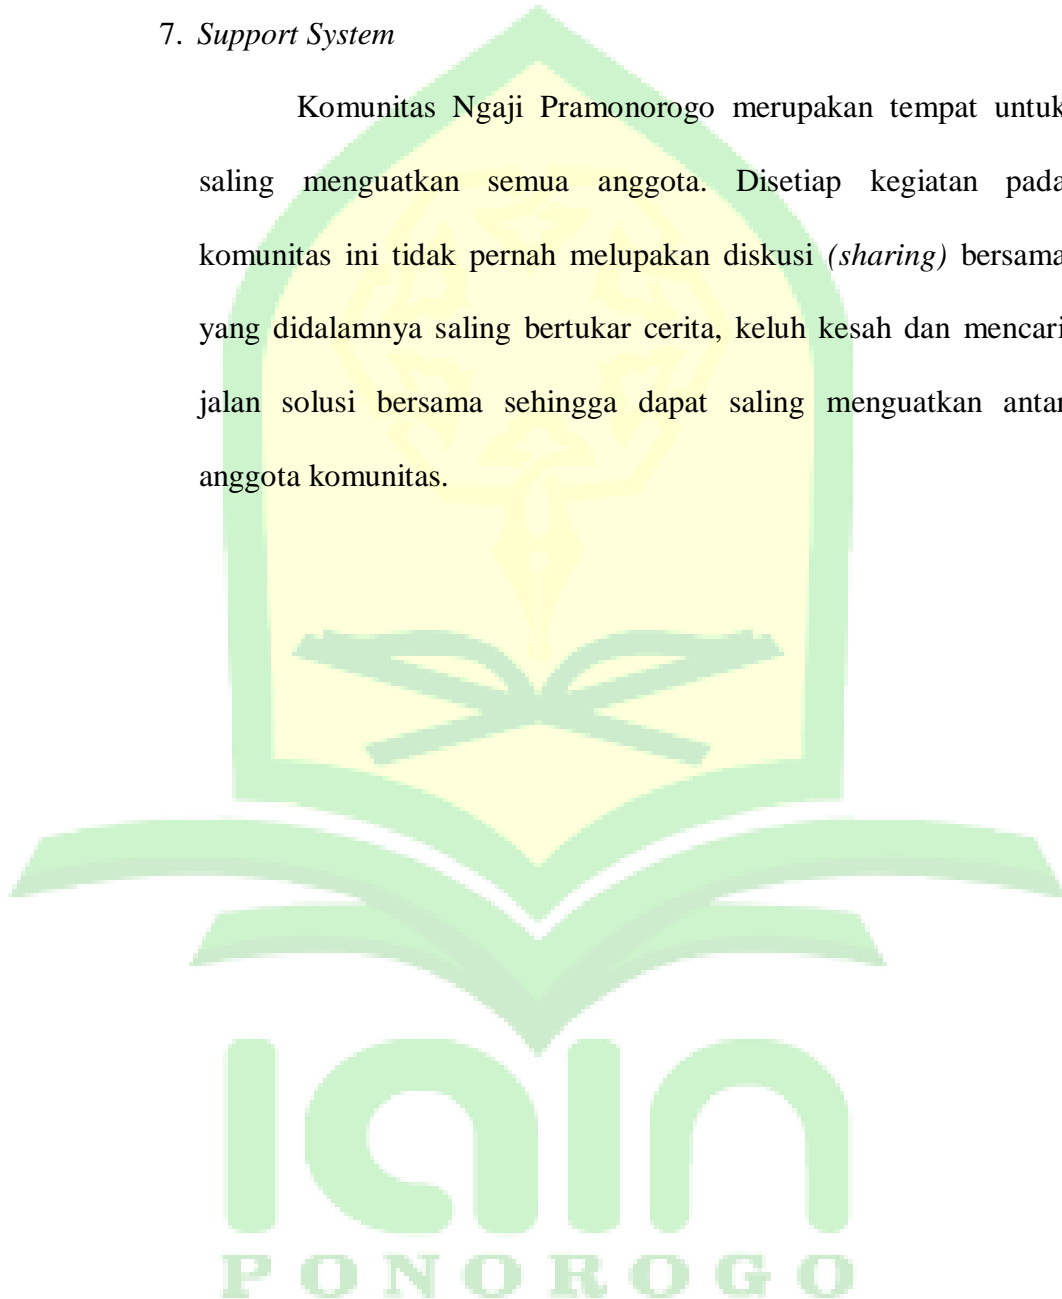 7. Support System
Komunitas Ngaji Pramonorogo merupakan tempat untuk
saling menguatkan semua anggota. Disetiap kegiatan pada
komunitas ini tidak pernah melupakan diskusi (sharing) bersama
yang didalamnya saling bertukar cerita, keluh kesah dan mencari
jalan solusi bersama sehingga dapat saling menguatkan antar
anggota komunitas.
iain
PONOROGO